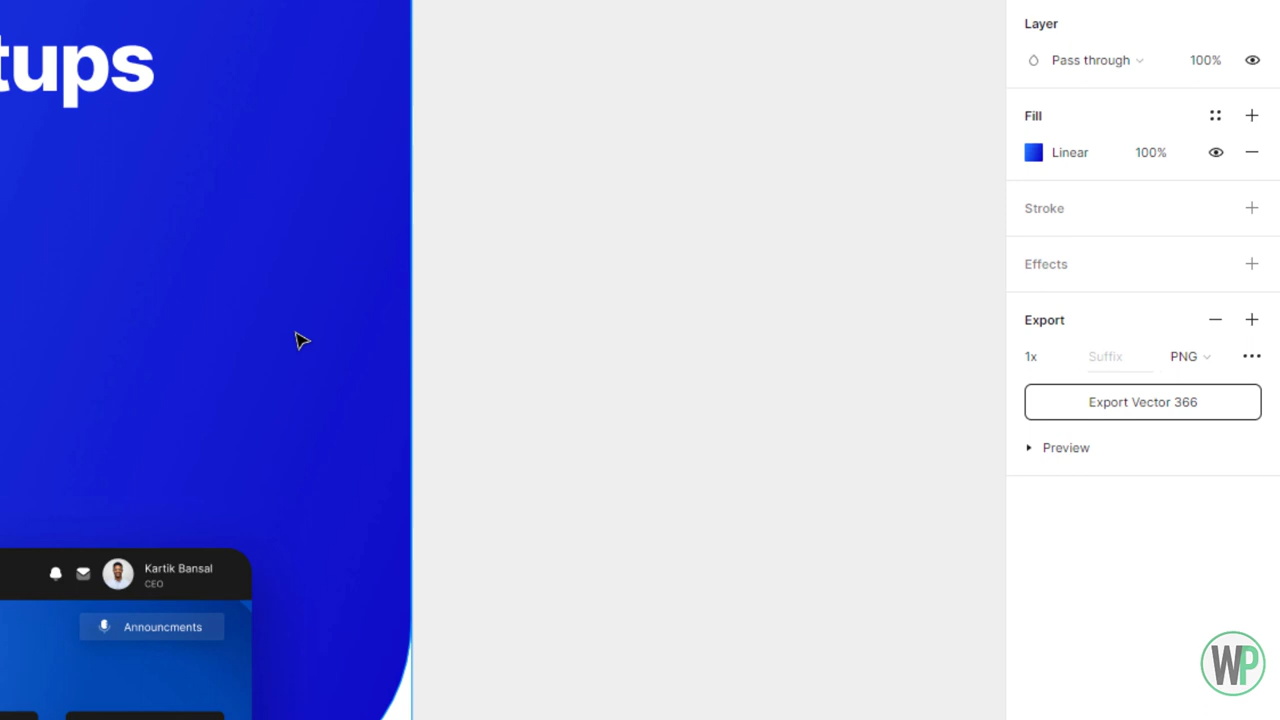 tups
Kartik Bansal
CEO
Announcments
Layer
Pass through 100%
Fill
Linear 100%
Stroke
Effects
Export
1x Suffix PNG
Export Vector 366
Preview
WP